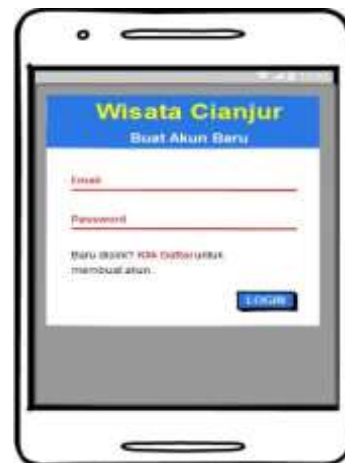 Wisata Cianjur
Buat Akun Baru
Email
Password
Baru disini? Klik Daftar untuk
membuat akun.
LOGIN